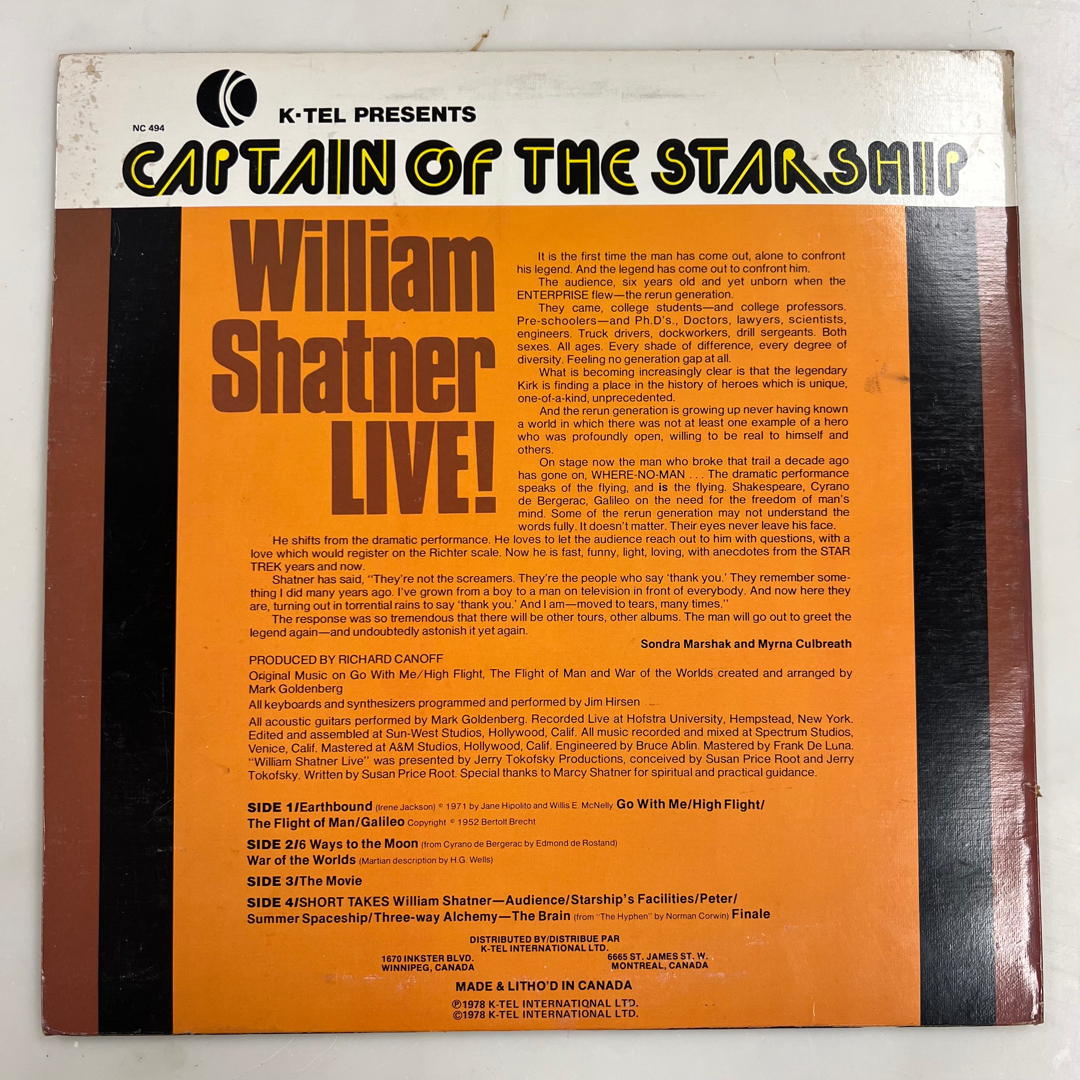 K·TEL PRESENTS
NC 494
CAPTAIN OF THE STARSHIP
William
Shatner
LIVE!
It is the first time the man has come out, alone to confront
his legend. And the legend has come out to confront him.
The audience, six years old and yet unborn when the
ENTERPRISE flew—the rerun generation.
They came, college students—and college professors.
Pre-schoolers—and Ph.D's., Doctors, lawyers, scientists,
engineers. Truck drivers, dockworkers, drill sergeants. Both
sexes. All ages. Every shade of difference, every degree of
diversity. Feeling no generation gap at all.
What is becoming increasingly clear is that the legendary
Kirk is finding a place in the history of heroes which is unique,
one-of-a-kind, unprecedented.
And the rerun generation is growing up never having known
a world in which there was not at least one example of a hero
who was profoundly open, willing to be real to himself and
others.
On stage now the man who broke that trail a decade ago
has gone on, WHERE-NO-MAN . . . The dramatic performance
speaks of the flying, and is the flying. Shakespeare, Cyrano
de Bergerac, Galileo on the need for the freedom of man's
mind. Some of the rerun generation may not understand the
words fully. It doesn't matter. Their eyes never leave his face.
He shifts from the dramatic performance. He loves to let the audience reach out to him with questions, with a
love which would register on the Richter scale. Now he is fast, funny, light, loving, with anecdotes from the STAR
TREK years and now.
Shatner has said, "They're not the screamers. They're the people who say 'thank you.' They remember some-
thing I did many years ago. I've grown from a boy to a man on television in front of everybody. And now here they
are, turning out in torrential rains to say 'thank you.' And I am—moved to tears, many times."
The response was so tremendous that there will be other tours, other albums. The man will go out to greet the
legend again—and undoubtedly astonish it yet again.
Sondra Marshak and Myrna Culbreath
PRODUCED BY RICHARD CANOFF
Original Music on Go With Me/High Flight, The Flight of Man and War of the Worlds created and arranged by
Mark Goldenberg
All keyboards and synthesizers programmed and performed by Jim Hirsen
All acoustic guitars performed by Mark Goldenberg. Recorded Live at Hofstra University, Hempstead, New York.
Edited and assembled at Sun-West Studios, Hollywood, Calif. All music recorded and mixed at Spectrum Studios,
Venice, Calif. Mastered at A&M Studios, Hollywood, Calif. Engineered by Bruce Ablin. Mastered by Frank De Luna.
"William Shatner Live" was presented by Jerry Tokofsky Productions, conceived by Susan Price Root and Jerry
Tokofsky. Written by Susan Price Root. Special thanks to Marcy Shatner for spiritual and practical guidance.
SIDE 1/Earthbound (Irene Jackson) © 1971 by Jane Hipolito and Willis E. McNelly Go With Me/High Flight/
The Flight of Man/Galileo Copyright © 1952 Bertolt Brecht
SIDE 2/6 Ways to the Moon (from Cyrano de Bergerac by Edmond de Rostand)
War of the Worlds (Martian description by H.G. Wells)
SIDE 3/The Movie
SIDE 4/SHORT TAKES William Shatner—Audience/Starship's Facilities/Peter/
Summer Spaceship/Three-way Alchemy—The Brain (from "The Hyphen" by Norman Corwin) Finale
DISTRIBUTED BY/DISTRIBUE PAR
K-TEL INTERNATIONAL LTD.
1670 INKSTER BLVD. 6665 ST. JAMES ST. W.
WINNIPEG, CANADA MONTREAL, CANADA
MADE & LITHO'D IN CANADA
℗1978 K-TEL INTERNATIONAL LTD.
©1978 K-TEL INTERNATIONAL LTD.